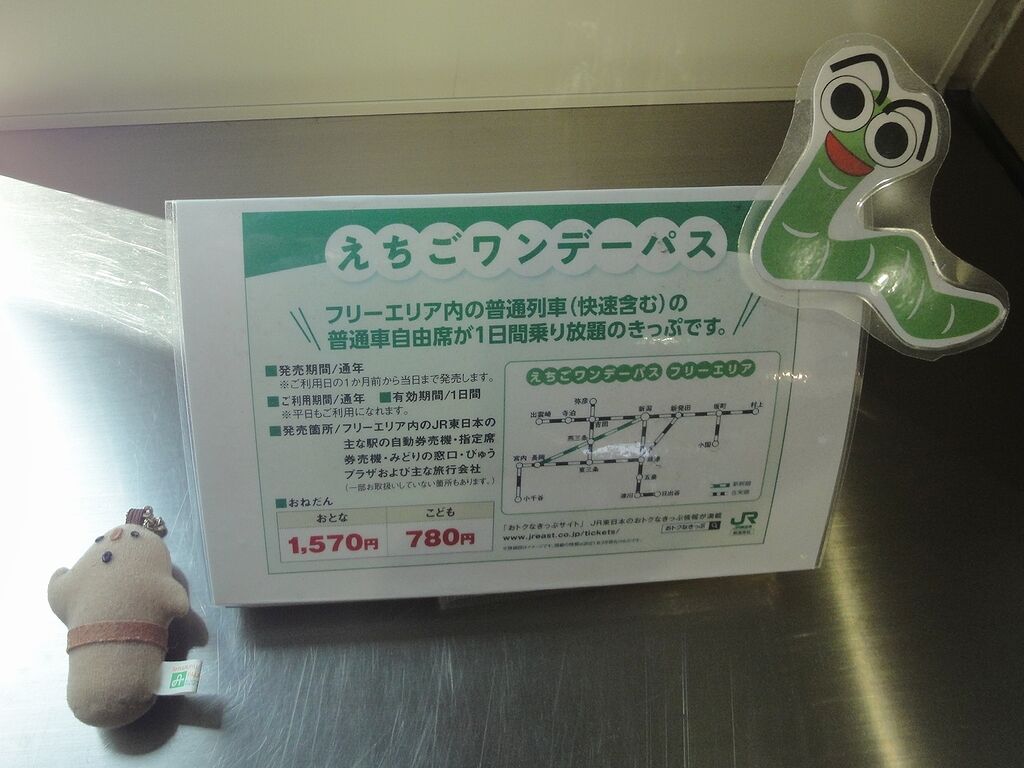 えちごワンデーパス
フリーエリア内の普通列車(快速含む)の
普通車自由席が1日間乗り放題のきっぷです。
■発売期間/通年
※ご利用日の1か月前から当日まで発売します。
■ご利用期間/通年 ■有効期間/1日間
※平日もご利用になれます。
■発売箇所/フリーエリア内のJR東日本の
主な駅の自動券売機・指定席
券売機・みどりの窓口・びゅう
プラザおよび主な旅行会社
(一部お取扱いしていない箇所もあります。)
■おねだん
おとな こども
1,570円 780円
えちごワンデーパス フリーエリア
弥彦
出雲崎 寺泊 吉田 新潟 新発田 坂町 村上
燕三条 小国
宮内 長岡 東三条 新津
五泉
小千谷 津川 日出谷
新幹線
在来線
「おトクなきっぷサイト」 JR東日本のおトクなきっぷ情報が満載
www.jreast.co.jp/tickets/ おトクなきっぷ
JR